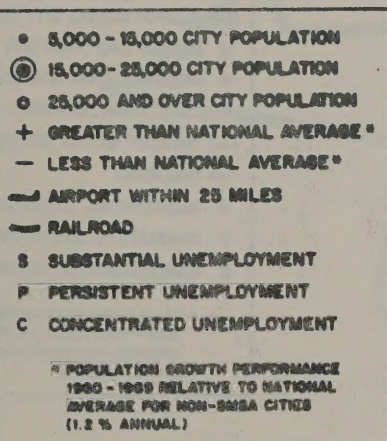 5,000 - 15,000 CITY POPULATION
15,000 - 25,000 CITY POPULATION
25,000 AND OVER CITY POPULATION
+ GREATER THAN NATIONAL AVERAGE *
- LESS THAN NATIONAL AVERAGE *
AIRPORT WITHIN 25 MILES
RAILROAD
S SUBSTANTIAL UNEMPLOYMENT
P PERSISTENT UNEMPLOYMENT
C CONCENTRATED UNEMPLOYMENT
* POPULATION GROWTH PERFORMANCE
1960 - 1969 RELATIVE TO NATIONAL
AVERAGE FOR NON-SMSA CITIES
(1.2 % ANNUAL)